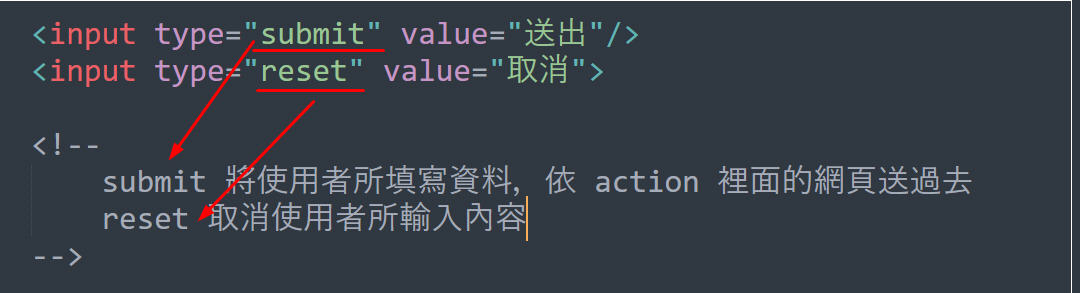 <input type="submit" value="送出"/>
<input type="reset" value="取消">
<!--
submit 將使用者所填寫資料, 依 action 裡面的網頁送過去
reset 取消使用者所輸入內容
-->